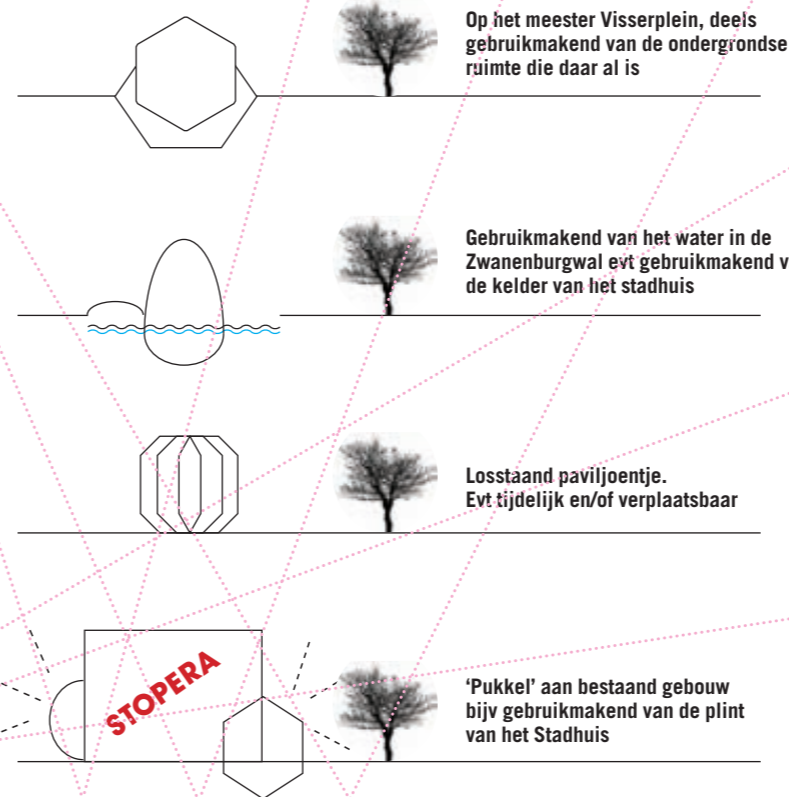 Op het meester Visserplein, deels
gebruikmakend van de ondergrondse
ruimte die daar al is
Gebruikmakend van het water in de
Zwanenburgwal evt gebruikmakend v
de kelder van het stadhuis
Losstaand paviljoentje.
Evt tijdelijk en/of verplaatsbaar
STOPERA
‘Pukkel’ aan bestaand gebouw
bijv gebruikmakend van de plint
van het Stadhuis